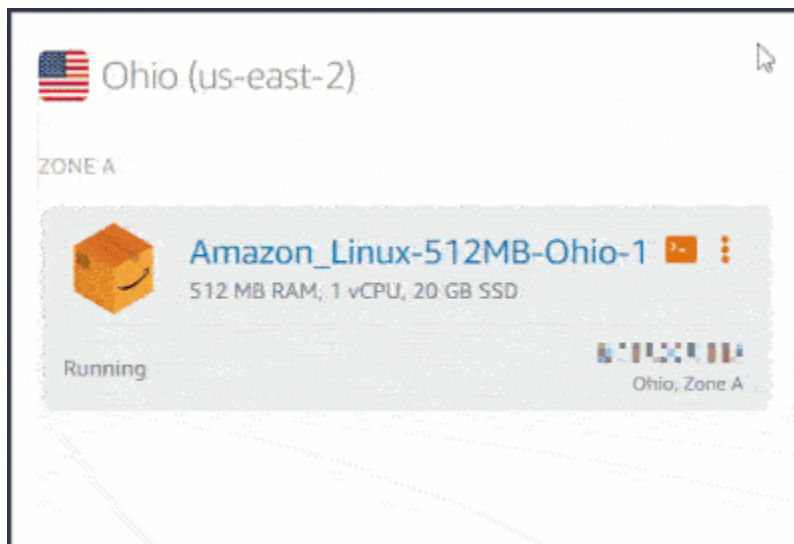 Ohio (us-east-2)
ZONE A
Amazon_Linux-512MB-Ohio-1
512 MB RAM, 1 vCPU, 20 GB SSD
Running
Ohio, Zone A